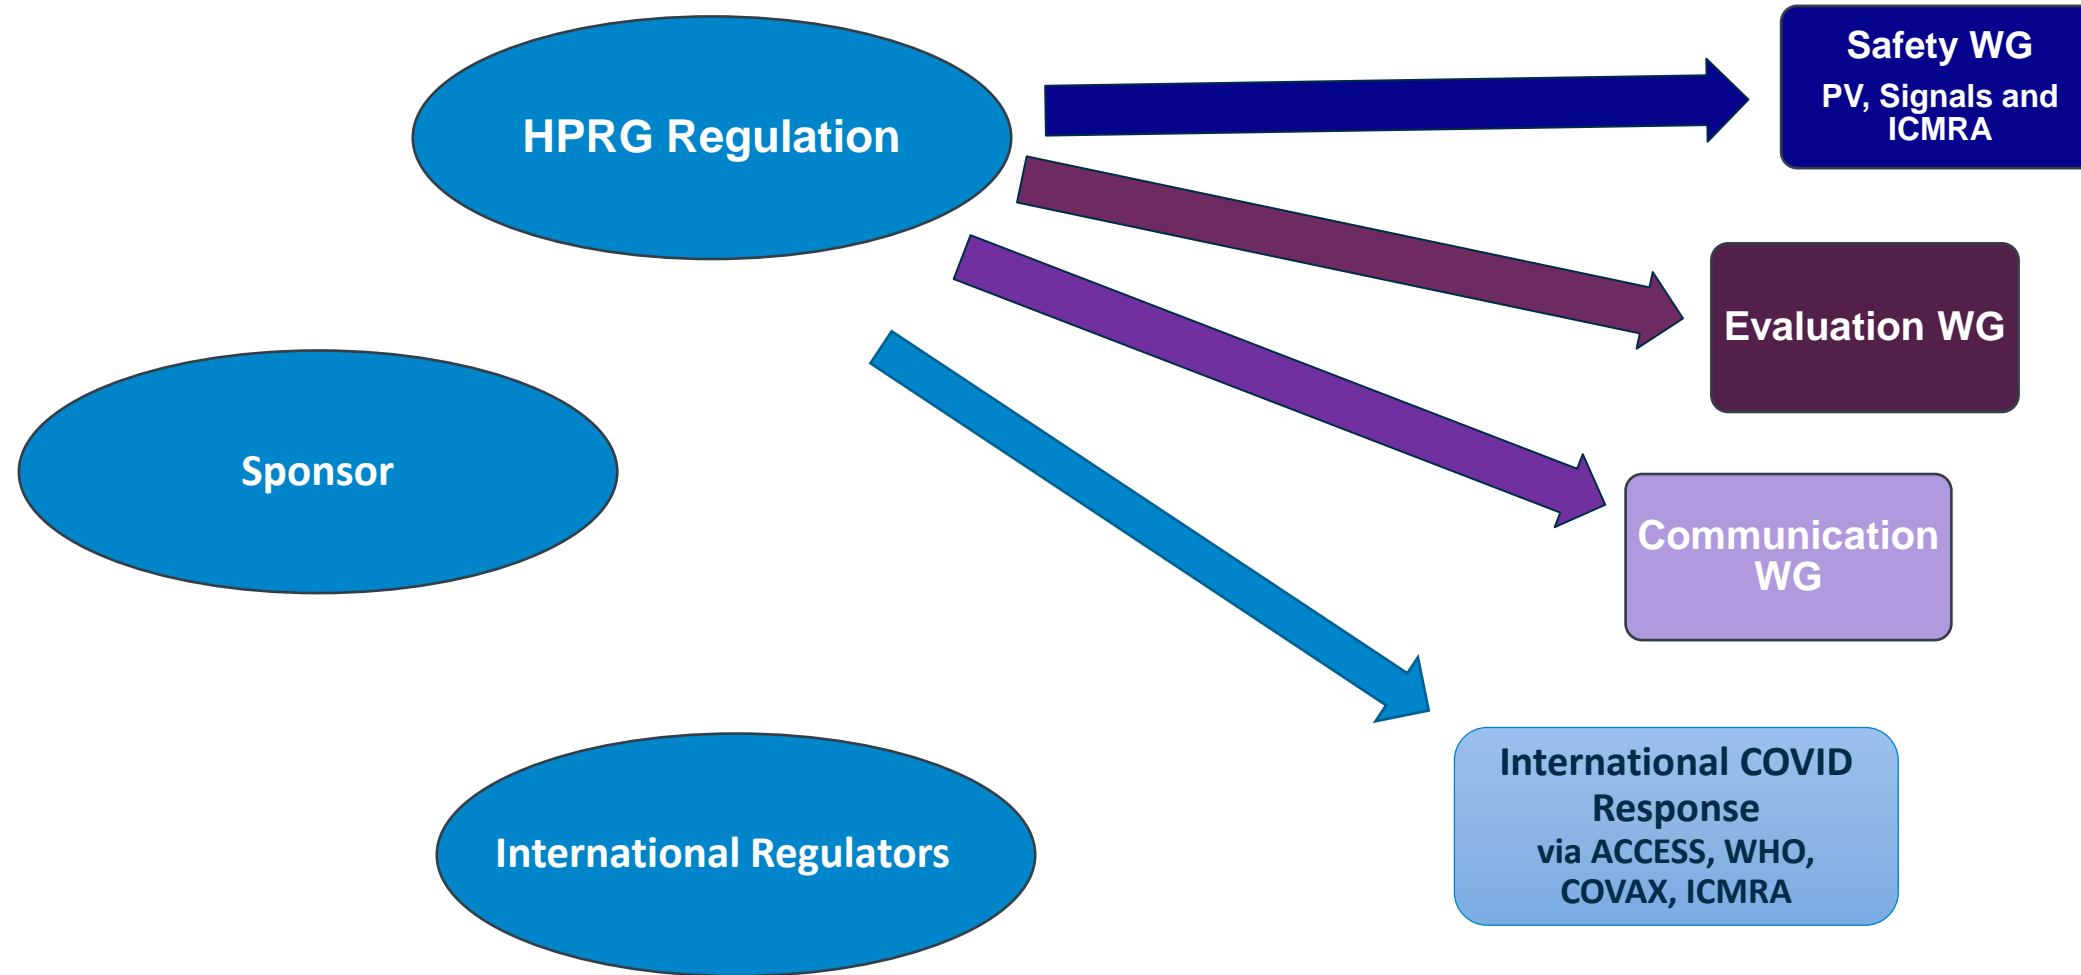 HPRG Regulation
Safety WG
PV, Signals and
ICMRA
Evaluation WG
Sponsor
Communication
WG
International COVID
Response
via ACCESS, WHO,
COVAX, ICMRA
International Regulators